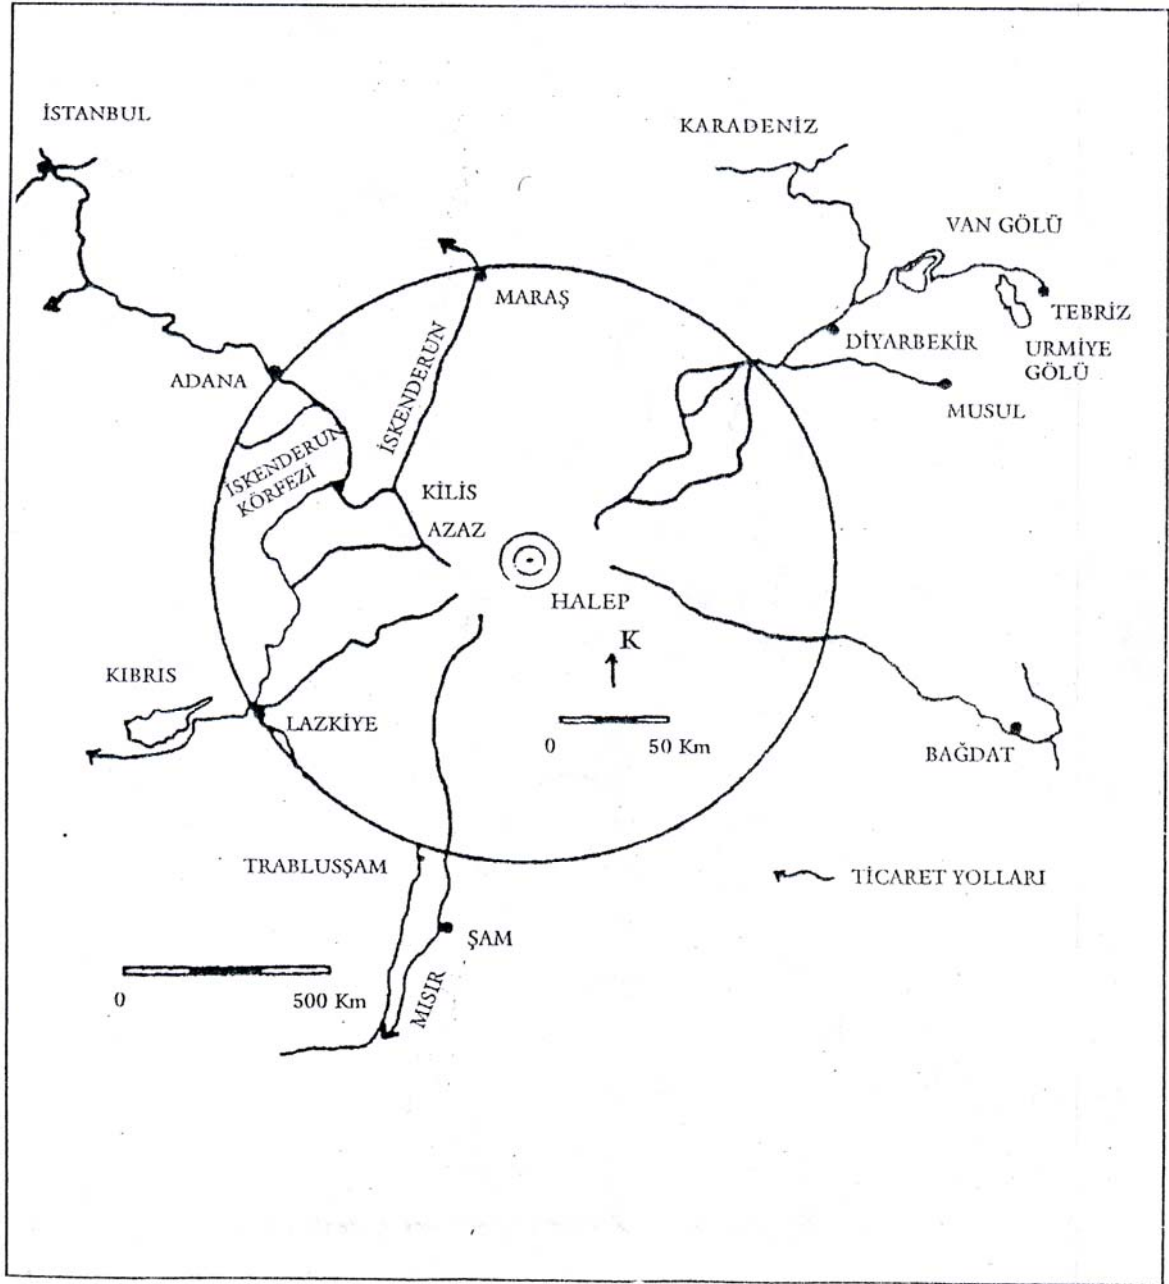 İSTANBUL
KARADENİZ
VAN GÖLÜ
MARAŞ
TEBRİZ
DİYARBEKİR
URMİYE
GÖLÜ
ADANA
MUSUL
İSKENDERUN
İSKENDERUN
KÖRFEZİ
KİLİS
AZAZ
HALEP
K
KIBRIS
LAZKİYE
0 50 Km
BAĞDAT
TRABLUSŞAM
TİCARET YOLLARI
ŞAM
MISIR
0 500 Km